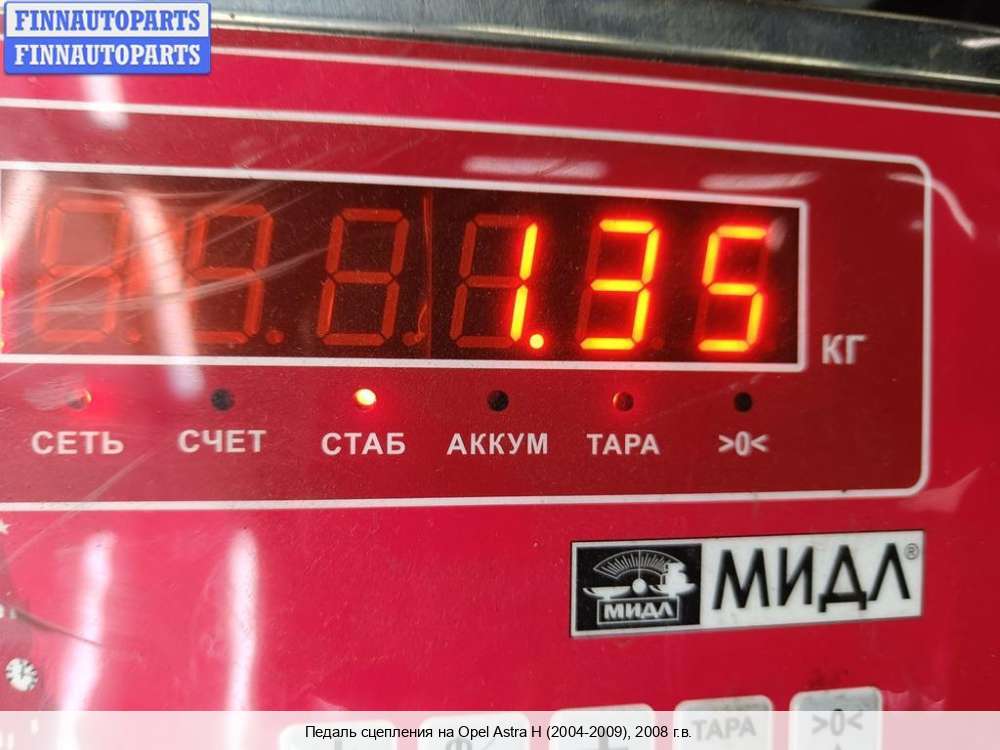 FINNAUTOPARTS
FINNAUTOPARTS
1.35
КГ
СЕТЬ СЧЕТ СТАБ АККУМ ТАРА >0<
МИДЛ МИДЛ®
ТАРА >0<
Педаль сцепления на Opel Astra H (2004-2009), 2008 г.в.